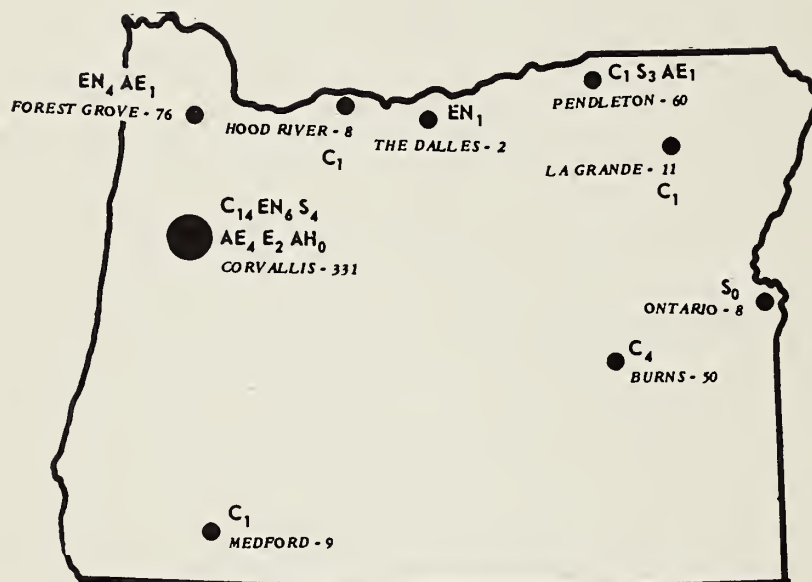 EN₄ AE₁
FOREST GROVE - 76
HOOD RIVER - 8
C₁
EN₁
THE DALLES - 2
C₁ S₃ AE₁
PENDLETON - 60
LA GRANDE - 11
C₁
C₁₄ EN₆ S₄
AE₄ E₂ AH₀
CORVALLIS - 331
S₀
ONTARIO - 8
C₄
BURNS - 50
C₁
MEDFORD - 9